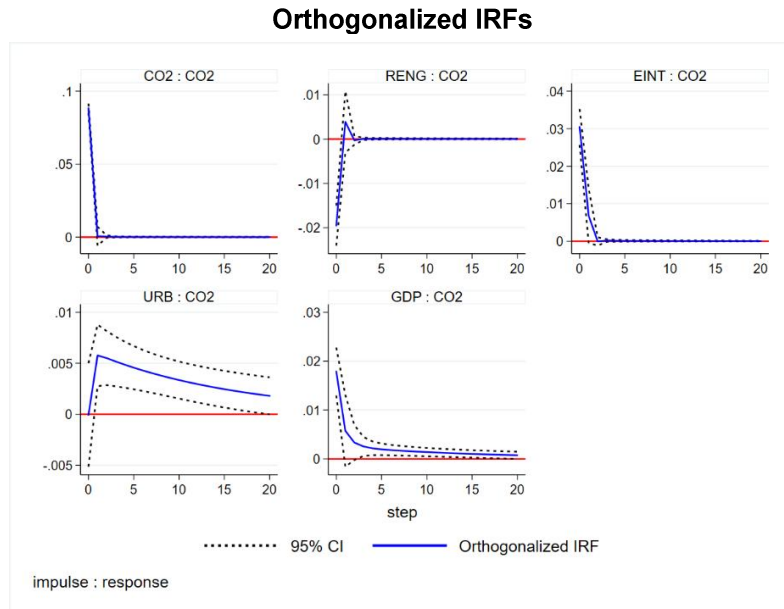 Orthogonalized IRFs
CO2 : CO2
RENG : CO2
EINT : CO2
.1
.05
0
0 5 10 15 20
.01
0
-.01
-.02
0 5 10 15 20
.04
.03
.02
.01
0
0 5 10 15 20
URB : CO2
GDP : CO2
.01
.005
0
-.005
0 5 10 15 20
.03
.02
.01
0
0 5 10 15 20
step
95% CI
Orthogonalized IRF
impulse : response